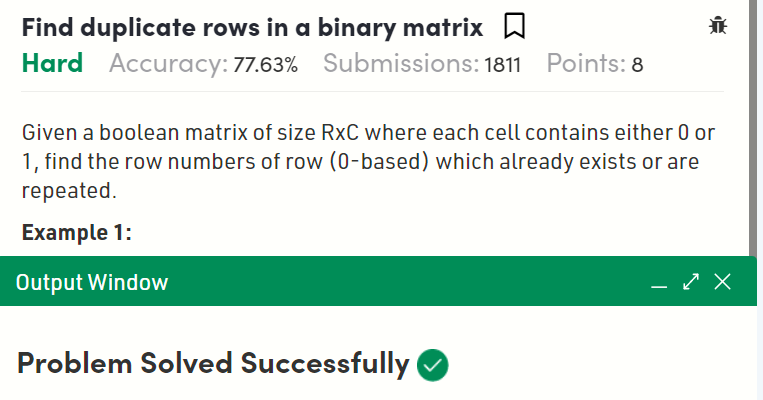 Find duplicate rows in a binary matrix
Hard Accuracy: 77.63% Submissions: 1811 Points: 8
Given a boolean matrix of size RxC where each cell contains either 0 or
1, find the row numbers of row (0-based) which already exists or are
repeated.
Example 1:
Output Window
Problem Solved Successfully